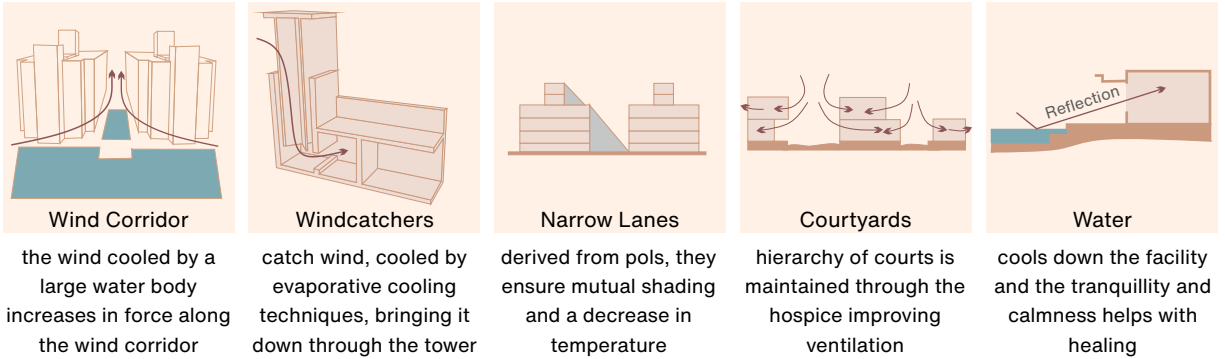 Wind Corridor
the wind cooled by a
large water body
increases in force along
the wind corridor
Windcatchers
catch wind, cooled by
evaporative cooling
techniques, bringing it
down through the tower
Narrow Lanes
derived from pols, they
ensure mutual shading
and a decrease in
temperature
Courtyards
hierarchy of courts is
maintained through the
hospice improving
ventilation
Reflection
Water
cools down the facility
and the tranquillity and
calmness helps with
healing